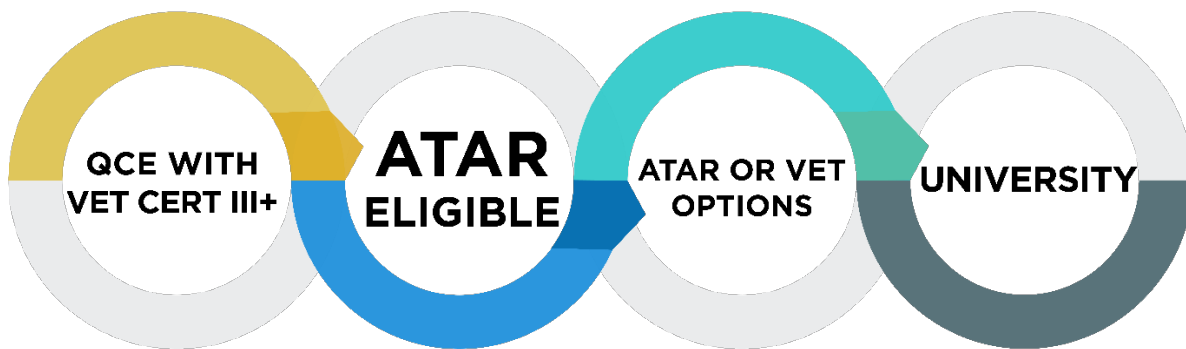 QCE WITH
VET CERT III+
ATAR
ELIGIBLE
ATAR OR VET
OPTIONS
UNIVERSITY